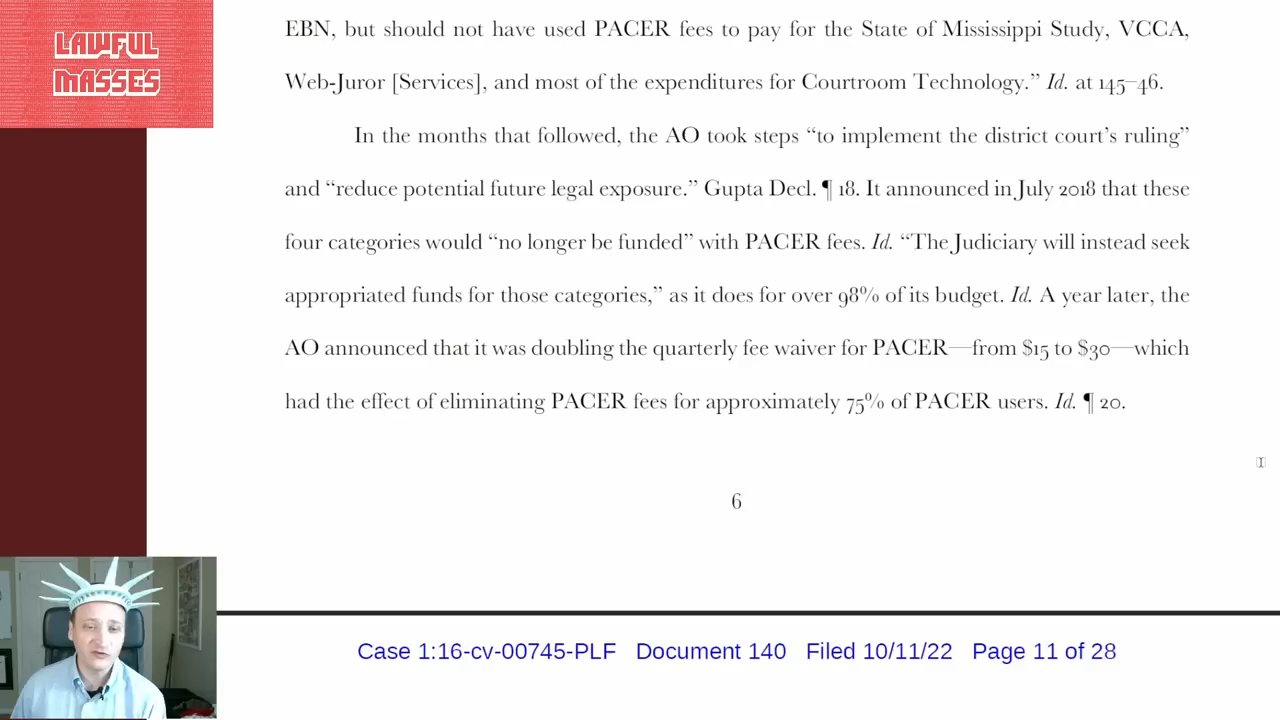 LAWFUL
MASSES
EBN, but should not have used PACER fees to pay for the State of Mississippi Study, VCCA,
Web-Juror [Services], and most of the expenditures for Courtroom Technology.” Id. at 145–46.
In the months that followed, the AO took steps “to implement the district court’s ruling”
and “reduce potential future legal exposure.” Gupta Decl. ¶ 18. It announced in July 2018 that these
four categories would “no longer be funded” with PACER fees. Id. “The Judiciary will instead seek
appropriated funds for those categories,” as it does for over 98% of its budget. Id. A year later, the
AO announced that it was doubling the quarterly fee waiver for PACER—from $15 to $30—which
had the effect of eliminating PACER fees for approximately 75% of PACER users. Id. ¶ 20.
6
Case 1:16-cv-00745-PLF Document 140 Filed 10/11/22 Page 11 of 28